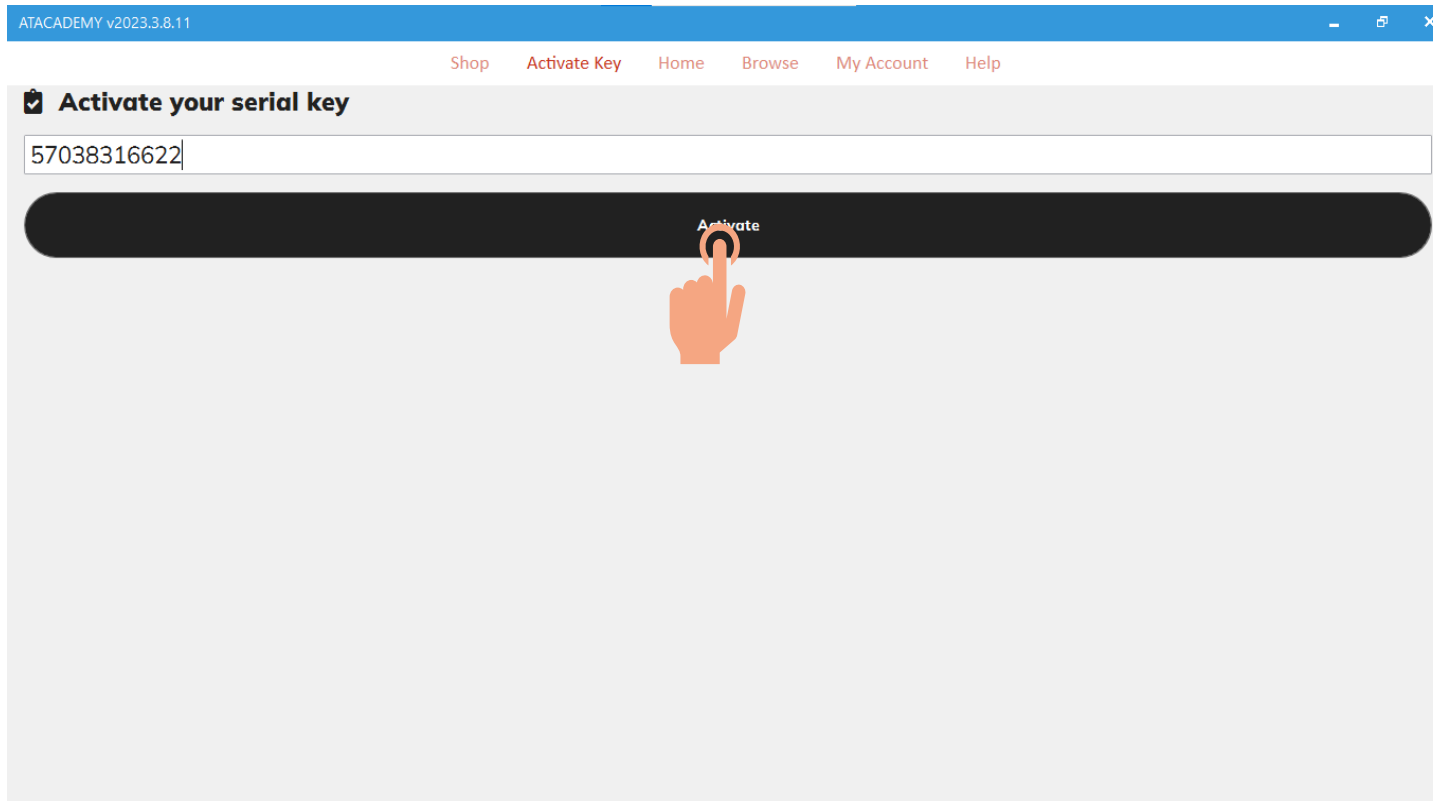 ATACADEMY v2023.3.8.11
Shop Activate Key Home Browse My Account Help
Activate your serial key
57038316622
Activate